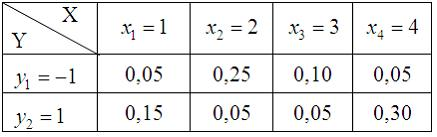 X
Y x₁ = 1 x₂ = 2 x₃ = 3 x₄ = 4
y₁ = −1 0,05 0,25 0,10 0,05
y₂ = 1 0,15 0,05 0,05 0,30